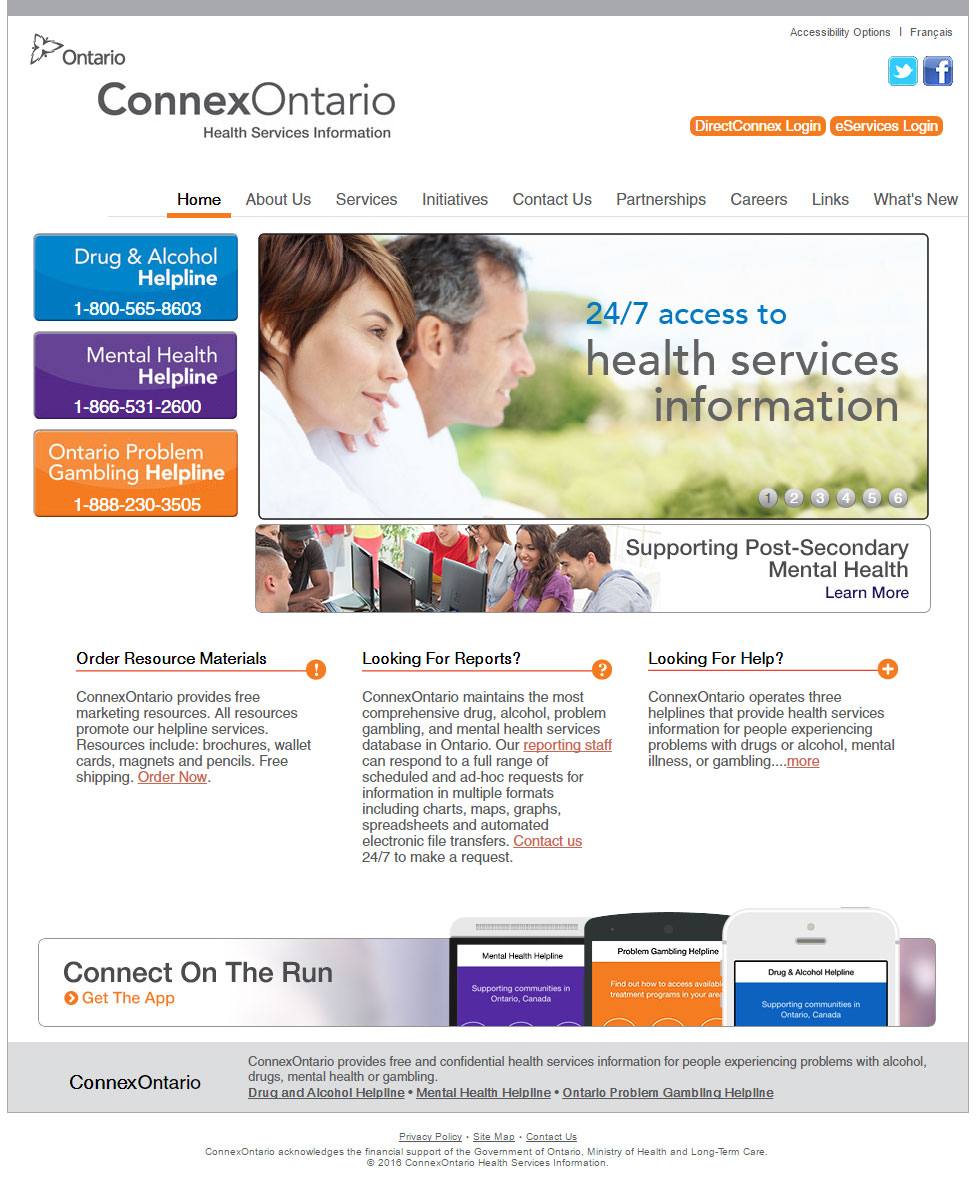 Accessibility Options | Français
Ontario
ConnexOntario
Health Services Information
DirectConnex Login eServices Login
Home About Us Services Initiatives Contact Us Partnerships Careers Links What's New
Drug & Alcohol
Helpline
1-800-565-8603
Mental Health
Helpline
1-866-531-2600
Ontario Problem
Gambling Helpline
1-888-230-3505
24/7 access to
health services
information
1 2 3 4 5 6
Supporting Post-Secondary
Mental Health
Learn More
Order Resource Materials
ConnexOntario provides free
marketing resources. All resources
promote our helpline services.
Resources include: brochures, wallet
cards, magnets and pencils. Free
shipping. Order Now.
Looking For Reports?
ConnexOntario maintains the most
comprehensive drug, alcohol, problem
gambling, and mental health services
database in Ontario. Our reporting staff
can respond to a full range of
scheduled and ad-hoc requests for
information in multiple formats
including charts, maps, graphs,
spreadsheets and automated
electronic file transfers. Contact us
24/7 to make a request.
Looking For Help?
ConnexOntario operates three
helplines that provide health services
information for people experiencing
problems with drugs or alcohol, mental
illness, or gambling....more
Connect On The Run
Get The App
Mental Health Helpline
Supporting communities in
Ontario, Canada
Problem Gambling Helpline
Find out how to access available
treatment programs in your area
Drug & Alcohol Helpline
Supporting communities in
Ontario, Canada
ConnexOntario
ConnexOntario provides free and confidential health services information for people experiencing problems with alcohol,
drugs, mental health or gambling.
Drug and Alcohol Helpline • Mental Health Helpline • Ontario Problem Gambling Helpline
Privacy Policy • Site Map • Contact Us
ConnexOntario acknowledges the financial support of the Government of Ontario, Ministry of Health and Long-Term Care.
© 2016 ConnexOntario Health Services Information.